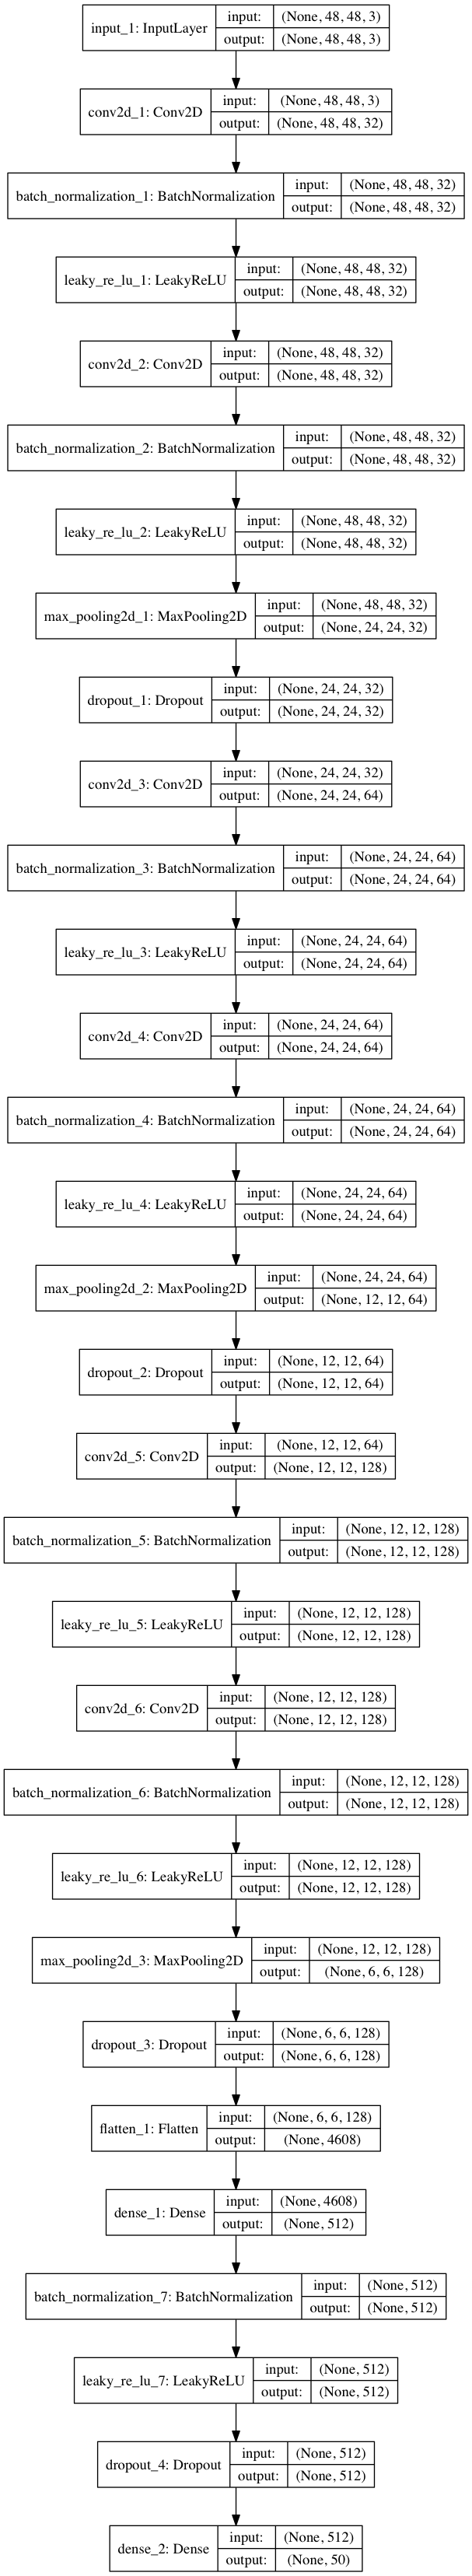 input_1: InputLayer
input: (None, 48, 48, 3)
output: (None, 48, 48, 3)
conv2d_1: Conv2D
input: (None, 48, 48, 3)
output: (None, 48, 48, 32)
batch_normalization_1: BatchNormalization
input: (None, 48, 48, 32)
output: (None, 48, 48, 32)
leaky_re_lu_1: LeakyReLU
input: (None, 48, 48, 32)
output: (None, 48, 48, 32)
conv2d_2: Conv2D
input: (None, 48, 48, 32)
output: (None, 48, 48, 32)
batch_normalization_2: BatchNormalization
input: (None, 48, 48, 32)
output: (None, 48, 48, 32)
leaky_re_lu_2: LeakyReLU
input: (None, 48, 48, 32)
output: (None, 48, 48, 32)
max_pooling2d_1: MaxPooling2D
input: (None, 48, 48, 32)
output: (None, 24, 24, 32)
dropout_1: Dropout
input: (None, 24, 24, 32)
output: (None, 24, 24, 32)
conv2d_3: Conv2D
input: (None, 24, 24, 32)
output: (None, 24, 24, 64)
batch_normalization_3: BatchNormalization
input: (None, 24, 24, 64)
output: (None, 24, 24, 64)
leaky_re_lu_3: LeakyReLU
input: (None, 24, 24, 64)
output: (None, 24, 24, 64)
conv2d_4: Conv2D
input: (None, 24, 24, 64)
output: (None, 24, 24, 64)
batch_normalization_4: BatchNormalization
input: (None, 24, 24, 64)
output: (None, 24, 24, 64)
leaky_re_lu_4: LeakyReLU
input: (None, 24, 24, 64)
output: (None, 24, 24, 64)
max_pooling2d_2: MaxPooling2D
input: (None, 24, 24, 64)
output: (None, 12, 12, 64)
dropout_2: Dropout
input: (None, 12, 12, 64)
output: (None, 12, 12, 64)
conv2d_5: Conv2D
input: (None, 12, 12, 64)
output: (None, 12, 12, 128)
batch_normalization_5: BatchNormalization
input: (None, 12, 12, 128)
output: (None, 12, 12, 128)
leaky_re_lu_5: LeakyReLU
input: (None, 12, 12, 128)
output: (None, 12, 12, 128)
conv2d_6: Conv2D
input: (None, 12, 12, 128)
output: (None, 12, 12, 128)
batch_normalization_6: BatchNormalization
input: (None, 12, 12, 128)
output: (None, 12, 12, 128)
leaky_re_lu_6: LeakyReLU
input: (None, 12, 12, 128)
output: (None, 12, 12, 128)
max_pooling2d_3: MaxPooling2D
input: (None, 12, 12, 128)
output: (None, 6, 6, 128)
dropout_3: Dropout
input: (None, 6, 6, 128)
output: (None, 6, 6, 128)
flatten_1: Flatten
input: (None, 6, 6, 128)
output: (None, 4608)
dense_1: Dense
input: (None, 4608)
output: (None, 512)
batch_normalization_7: BatchNormalization
input: (None, 512)
output: (None, 512)
leaky_re_lu_7: LeakyReLU
input: (None, 512)
output: (None, 512)
dropout_4: Dropout
input: (None, 512)
output: (None, 512)
dense_2: Dense
input: (None, 512)
output: (None, 50)